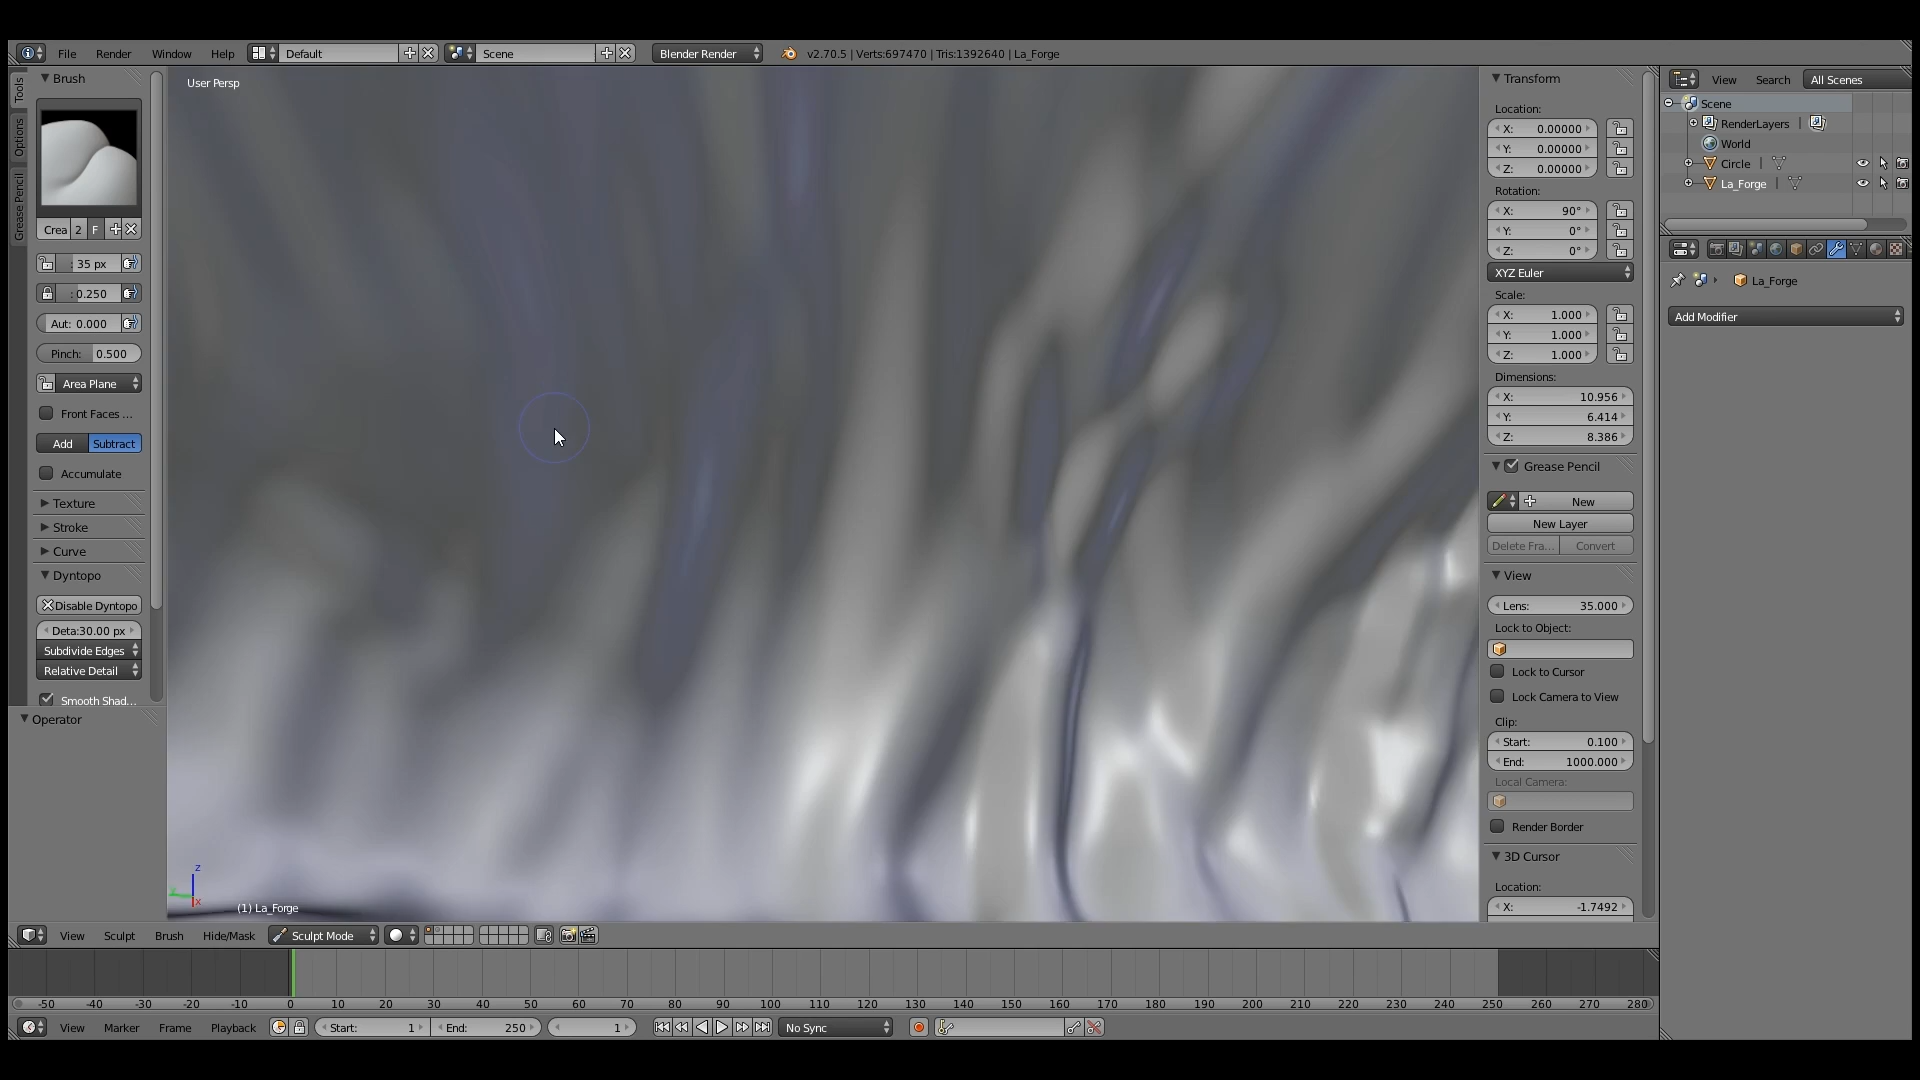 File Render Window Help Default Scene Blender Render v2.70.5 | Verts:697470 | Tris:1392640 | La_Forge
Tools
Options
Grease Pencil
Brush
Crea 2 F
: 35 px
: 0.250
Aut: 0.000
Pinch: 0.500
Area Plane
Front Faces ...
Add Subtract
Accumulate
Texture
Stroke
Curve
Dyntopo
Disable Dyntopo
Deta:30.00 px
Subdivide Edges
Relative Detail
Smooth Shad...
Operator
User Persp
z
x
(1) La_Forge
Transform
Location:
X: 0.00000
Y: 0.00000
Z: 0.00000
Rotation:
X: 90°
Y: 0°
Z: 0°
XYZ Euler
Scale:
X: 1.000
Y: 1.000
Z: 1.000
Dimensions:
X: 10.956
Y: 6.414
Z: 8.386
Grease Pencil
New
New Layer
Delete Fra... Convert
View
Lens: 35.000
Lock to Object:
Lock to Cursor
Lock Camera to View
Clip:
Start: 0.100
End: 1000.000
Local Camera:
Render Border
3D Cursor
Location:
X: -1.7492
View Search All Scenes
Scene
RenderLayers |
World
Circle |
La_Forge |
La_Forge
Add Modifier
View Sculpt Brush Hide/Mask Sculpt Mode
-50 -40 -30 -20 -10 0 10 20 30 40 50 60 70 80 90 100 110 120 130 140 150 160 170 180 190 200 210 220 230 240 250 260 270 280
View Marker Frame Playback Start: 1 End: 250 1 No Sync